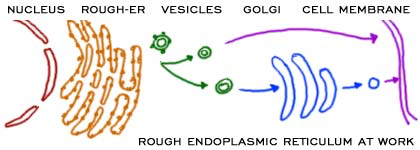 NUCLEUS ROUGH-ER VESICLES GOLGI CELL MEMBRANE
ROUGH ENDOPLASMIC RETICULUM AT WORK